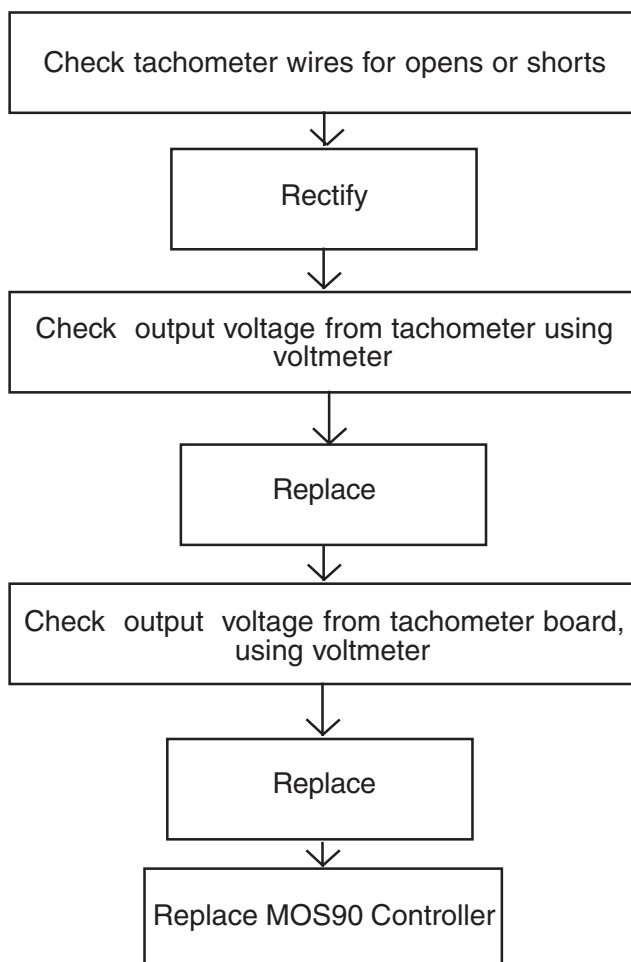 Check tachometer wires for opens or shorts
Rectify
Check output voltage from tachometer using
voltmeter
Replace
Check output voltage from tachometer board,
using voltmeter
Replace
Replace MOS90 Controller